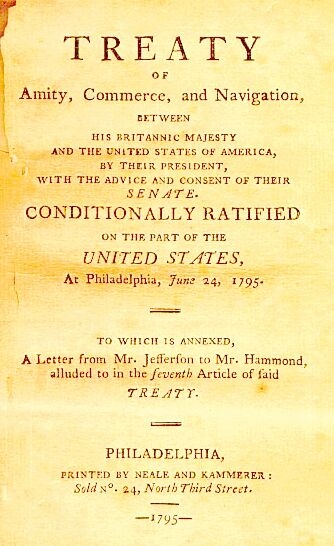 TREATY
OF
Amity, Commerce, and Navigation,
BETWEEN
HIS BRITANNIC MAJESTY
AND THE UNITED STATES OF AMERICA,
BY THEIR PRESIDENT,
WITH THE ADVICE AND CONSENT OF THEIR
SENATE.
CONDITIONALLY RATIFIED
ON THE PART OF THE
UNITED STATES,
At Philadelphia, June 24, 1795.
TO WHICH IS ANNEXED,
A Letter from Mr. Jefferſon to Mr. Hammond,
alluded to in the ſeventh Article of ſaid
TREATY.
PHILADELPHIA,
PRINTED BY NEALE AND KAMMERER:
Sold No. 24, North Third Street.
—1795—